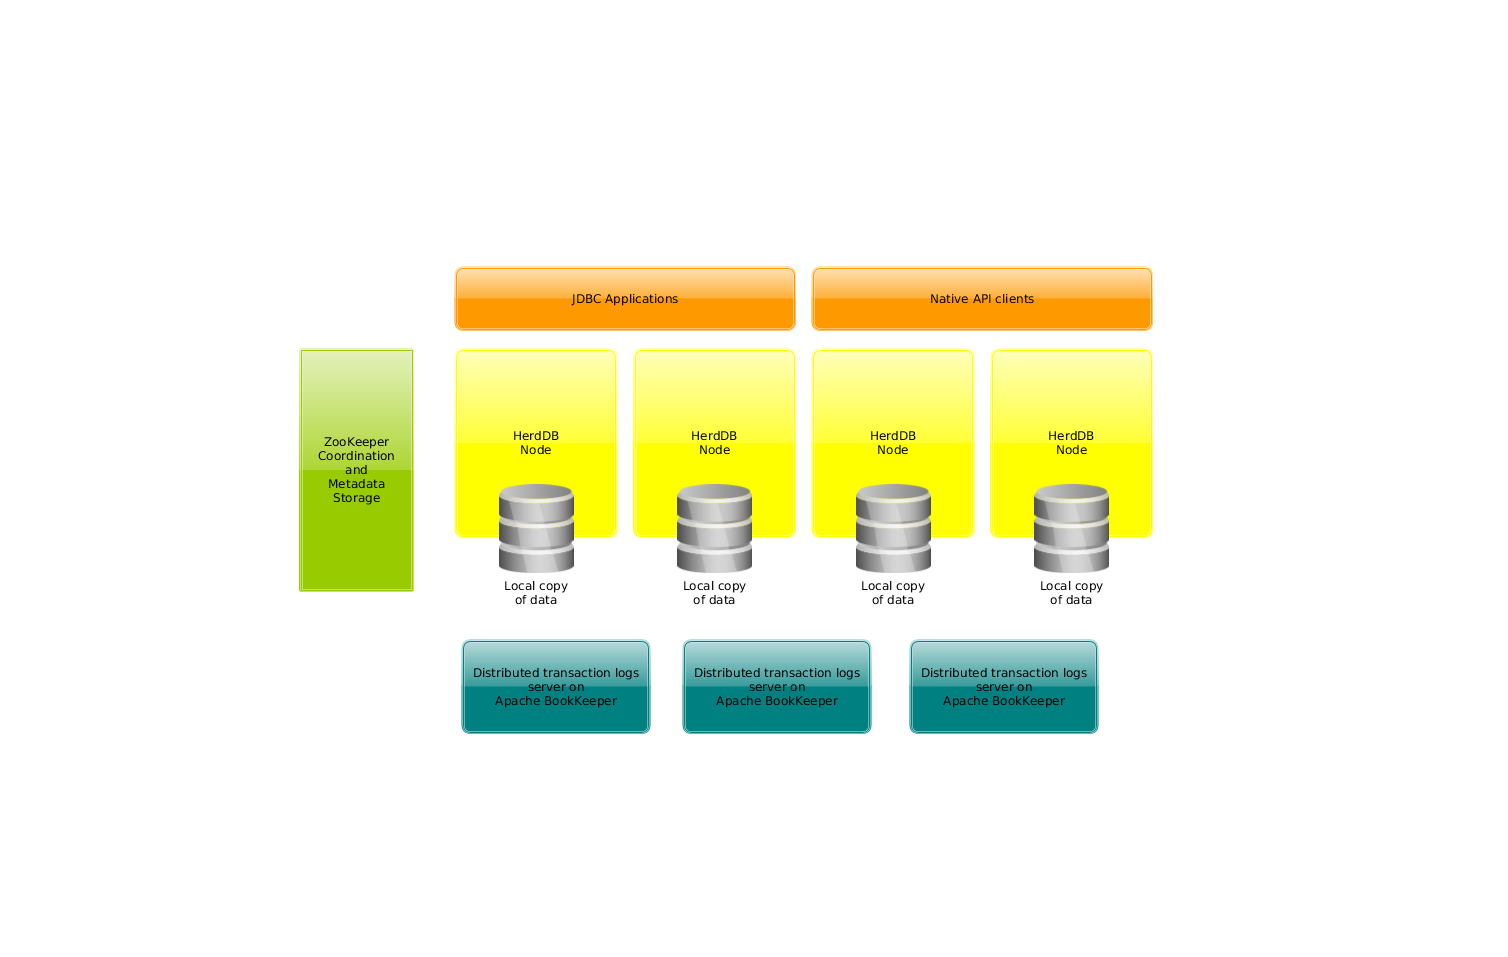 JDBC Applications
Native API clients
ZooKeeper
Coordination
and
Metadata
Storage
HerdDB
Node
HerdDB
Node
HerdDB
Node
HerdDB
Node
Local copy
of data
Local copy
of data
Local copy
of data
Local copy
of data
Distributed transaction logs
server on
Apache BookKeeper
Distributed transaction logs
server on
Apache BookKeeper
Distributed transaction logs
server on
Apache BookKeeper